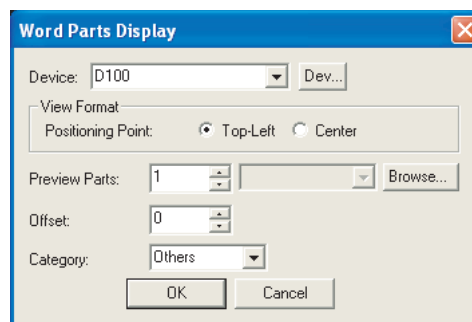 Word Parts Display
Device: D100 Dev...
View Format
Positioning Point: Top-Left Center
Preview Parts: 1 Browse...
Offset: 0
Category: Others
OK Cancel